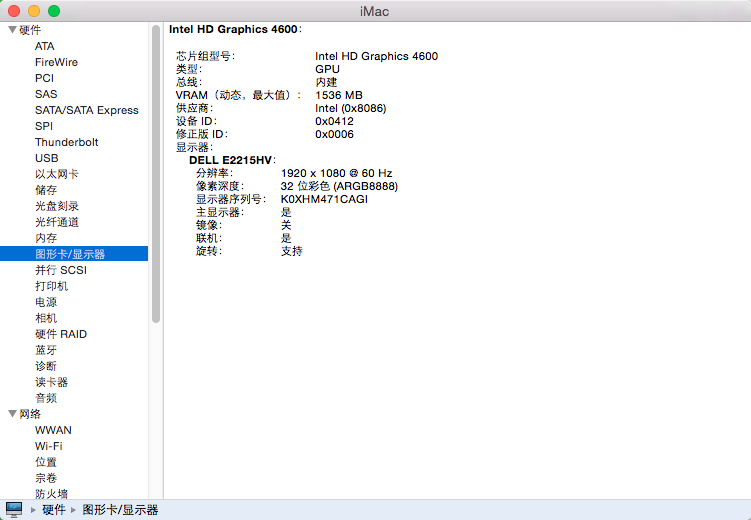 iMac
硬件
ATA
FireWire
PCI
SAS
SATA/SATA Express
SPI
Thunderbolt
USB
以太网卡
储存
光盘刻录
光纤通道
内存
图形卡/显示器
并行 SCSI
打印机
电源
相机
硬件 RAID
蓝牙
诊断
读卡器
音频
网络
WWAN
Wi-Fi
位置
宗卷
防火墙
Intel HD Graphics 4600：
芯片组型号： Intel HD Graphics 4600
类型： GPU
总线： 内建
VRAM（动态，最大值）： 1536 MB
供应商： Intel (0x8086)
设备 ID： 0x0412
修正版 ID： 0x0006
显示器：
DELL E2215HV：
分辨率： 1920 x 1080 @ 60 Hz
像素深度： 32 位彩色 (ARGB8888)
显示器序列号： K0XHM471CAGI
主显示器： 是
镜像： 关
联机： 是
旋转： 支持
硬件 图形卡/显示器